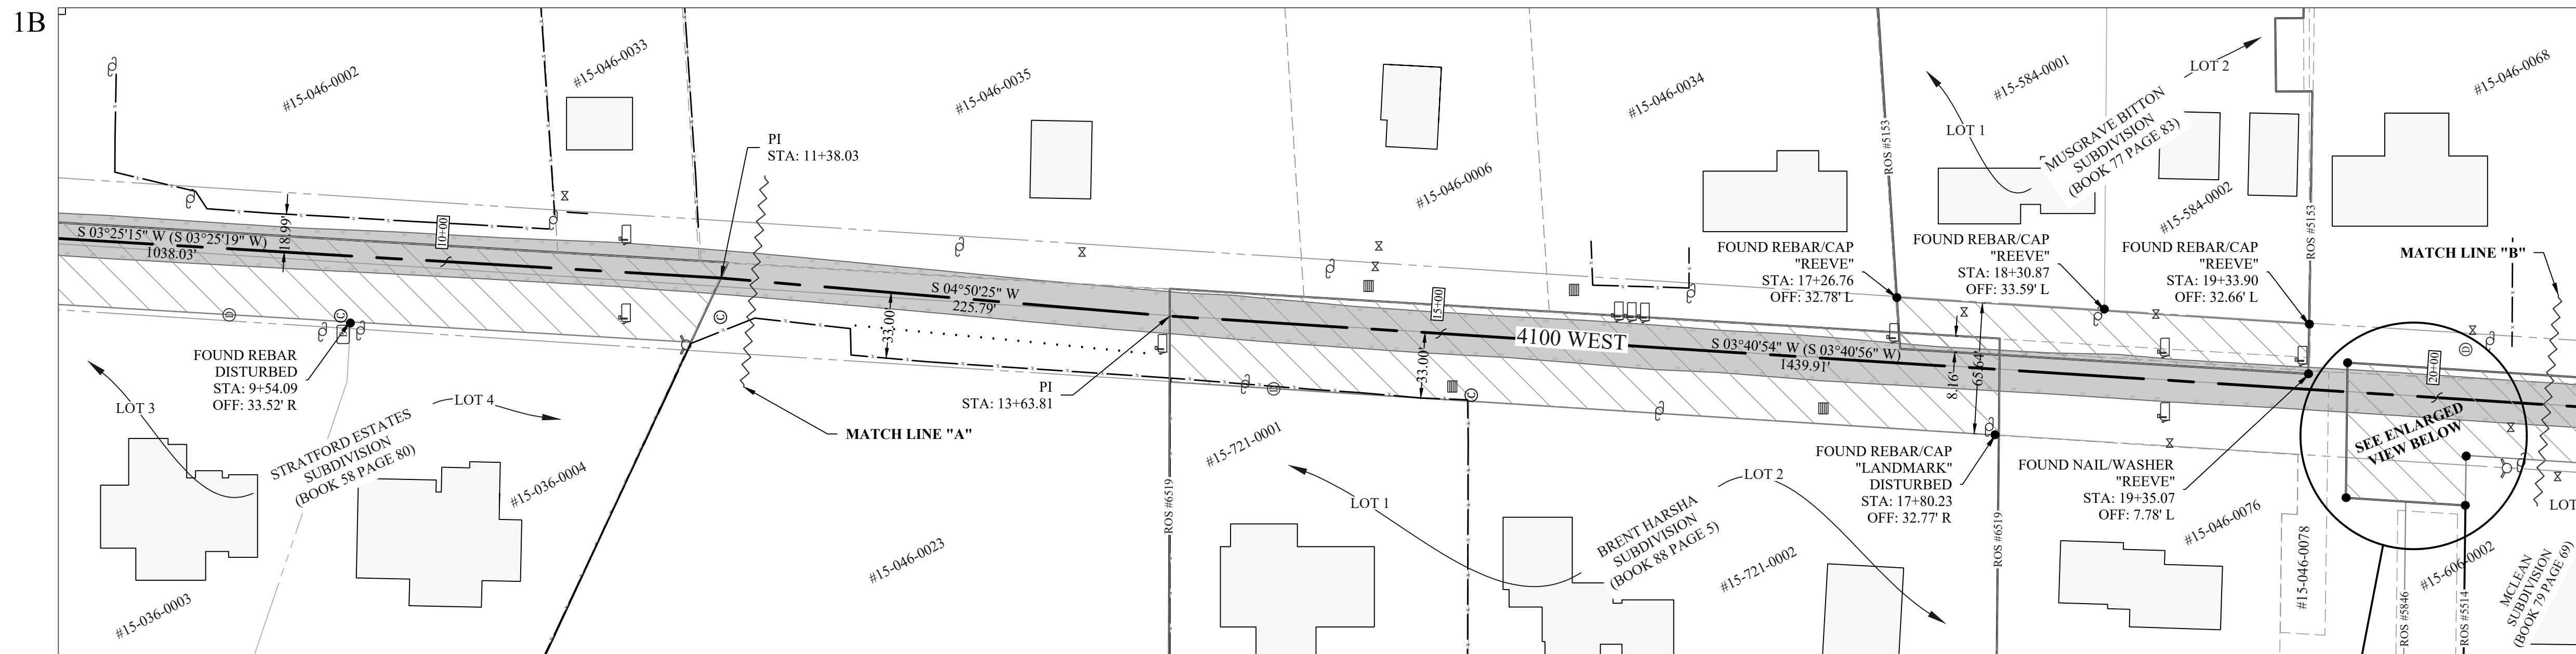 1B
#15-046-0002
#15-046-0033
#15-046-0035
#15-046-0006
#15-046-0034
#15-584-0001
LOT 2
#15-046-0068
LOT 1
MUSGRAVE BITTON
SUBDIVISION
(BOOK 77 PAGE 83)
#15-584-0002
ROS #5153
ROS #5153
PI
STA: 11+38.03
S 03°25'15" W (S 03°25'19" W)
1038.03'
18.99'
10+00
S 04°50'25" W
225.79'
33.00'
15+00
33.00'
4100 WEST
S 03°40'54" W (S 03°40'56" W)
1439.91'
8.16'
65.64'
20+00
FOUND REBAR/CAP
"REEVE"
STA: 17+26.76
OFF: 32.78' L
FOUND REBAR/CAP
"REEVE"
STA: 18+30.87
OFF: 33.59' L
FOUND REBAR/CAP
"REEVE"
STA: 19+33.90
OFF: 32.66' L
MATCH LINE "B"
D
C
C
D
C
D
FOUND REBAR
DISTURBED
STA: 9+54.09
OFF: 33.52' R
PI
STA: 13+63.81
MATCH LINE "A"
LOT 3
LOT 4
STRATFORD ESTATES
SUBDIVISION
(BOOK 58 PAGE 80)
#15-036-0004
#15-036-0003
#15-046-0023
ROS #6519
#15-721-0001
LOT 1
LOT 2
BRENT HARSHA
SUBDIVISION
(BOOK 88 PAGE 5)
#15-721-0002
FOUND REBAR/CAP
"LANDMARK"
DISTURBED
STA: 17+80.23
OFF: 32.77' R
ROS #6519
FOUND NAIL/WASHER
"REEVE"
STA: 19+35.07
OFF: 7.78' L
#15-046-0076
#15-046-0078
SEE ENLARGED
VIEW BELOW
#15-606-0002
ROS #5846
ROS #5514
LOT
MCLEAN
SUBDIVISION
(BOOK 79 PAGE 69)